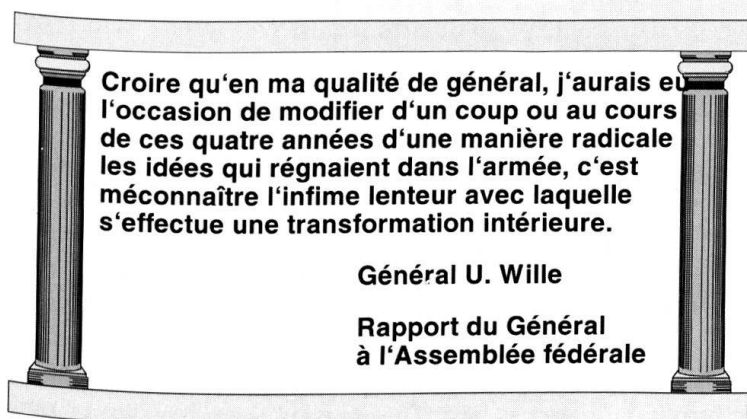 Croire qu‘en ma qualité de général, j‘aurais eu
l‘occasion de modifier d‘un coup ou au cours
de ces quatre années d‘une manière radicale
les idées qui régnaient dans l‘armée, c‘est
méconnaître l‘infime lenteur avec laquelle
s‘effectue une transformation intérieure.
Général U. Wille
Rapport du Général
à l‘Assemblée fédérale